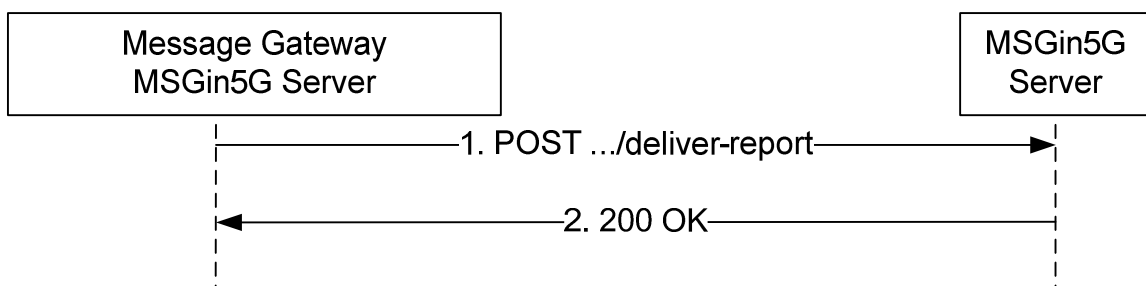 Message Gateway
MSGin5G Server
MSGin5G
Server
1. POST .../deliver-report
2. 200 OK